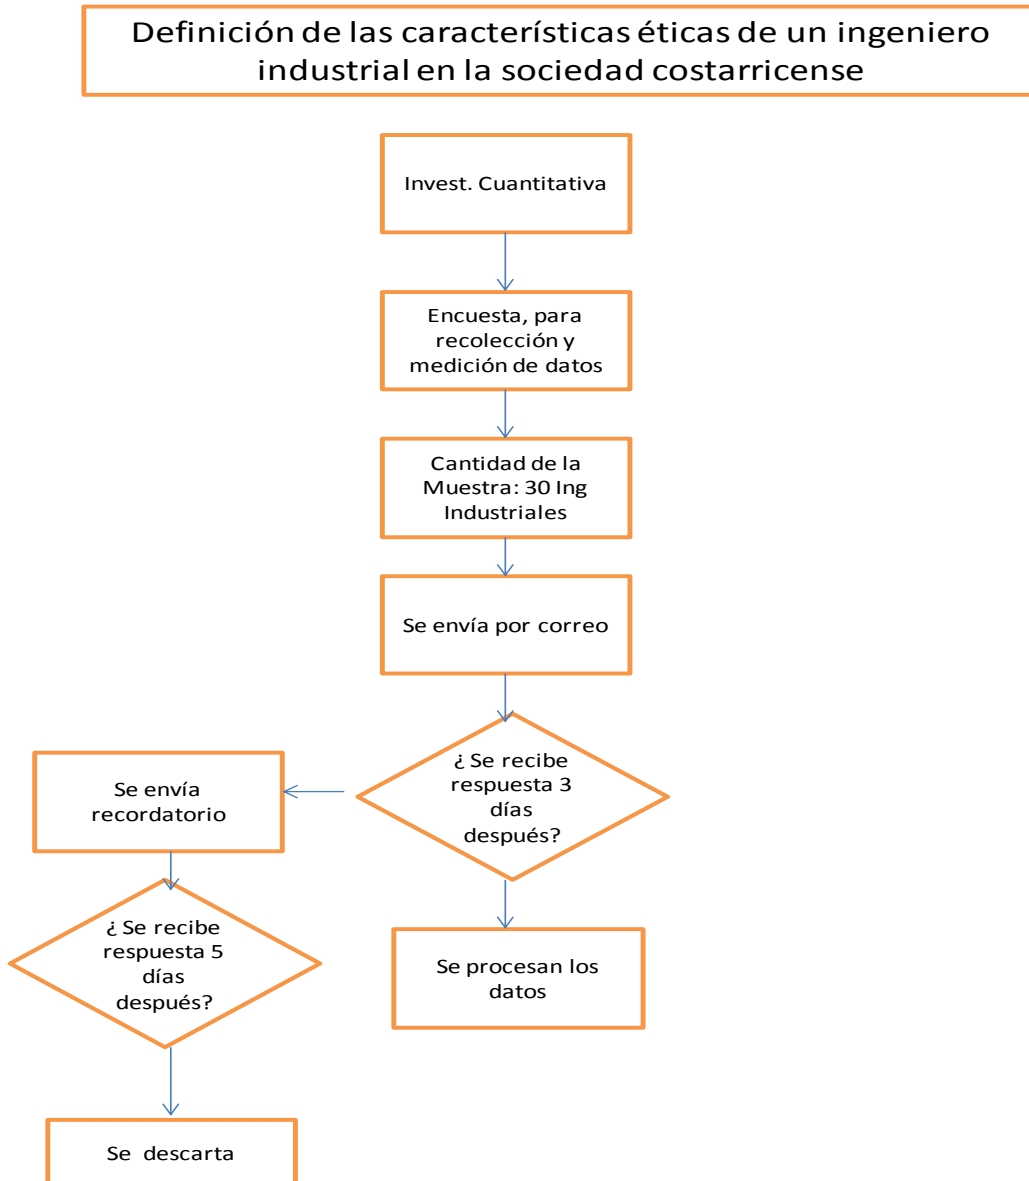 Definición de las características éticas de un ingeniero
industrial en la sociedad costarricense
Invest. Cuantitativa
Encuesta, para
recolección y
medición de datos
Cantidad de la
Muestra: 30 Ing
Industriales
Se envía por correo
¿ Se recibe
respuesta 3
días
después?
Se envía
recordatorio
¿ Se recibe
respuesta 5
días
después?
Se procesan los
datos
Se descarta